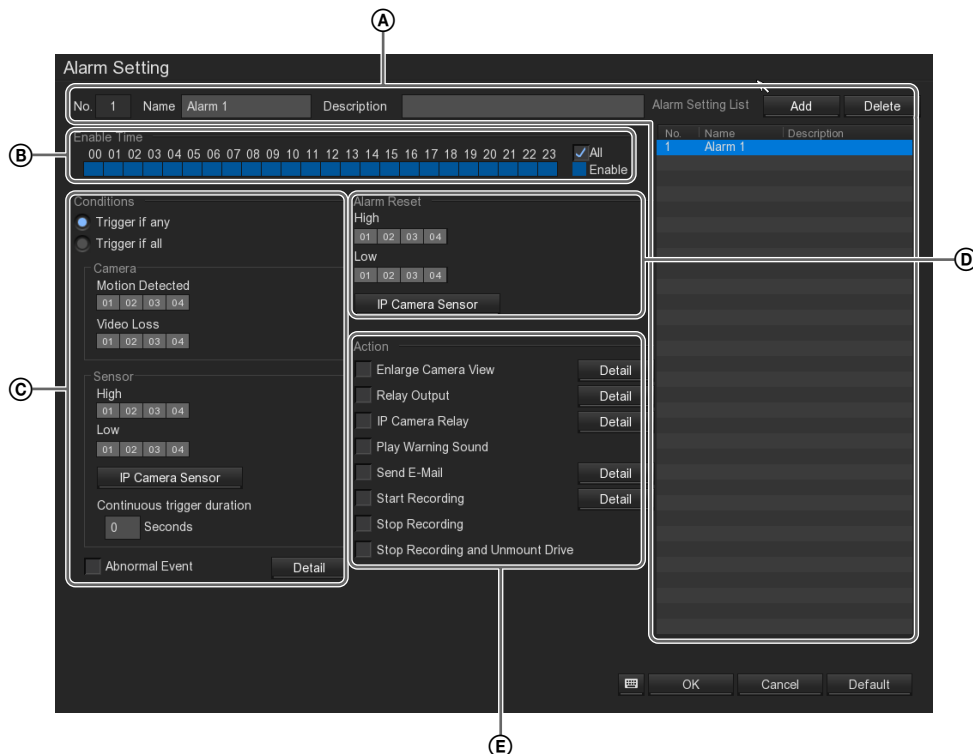 A
Alarm Setting
No. 1 Name Alarm 1 Description Alarm Setting List Add Delete
No. Name Description
1 Alarm 1
B
Enable Time
00 01 02 03 04 05 06 07 08 09 10 11 12 13 14 15 16 17 18 19 20 21 22 23 All
Enable
C
Conditions
Trigger if any
Trigger if all
Camera
Motion Detected
01 02 03 04
Video Loss
01 02 03 04
Sensor
High
01 02 03 04
Low
01 02 03 04
IP Camera Sensor
Continuous trigger duration
0 Seconds
Abnormal Event Detail
D
Alarm Reset
High
01 02 03 04
Low
01 02 03 04
IP Camera Sensor
Action
Enlarge Camera View Detail
Relay Output Detail
IP Camera Relay Detail
Play Warning Sound
Send E-Mail Detail
Start Recording Detail
Stop Recording
Stop Recording and Unmount Drive
OK Cancel Default
E